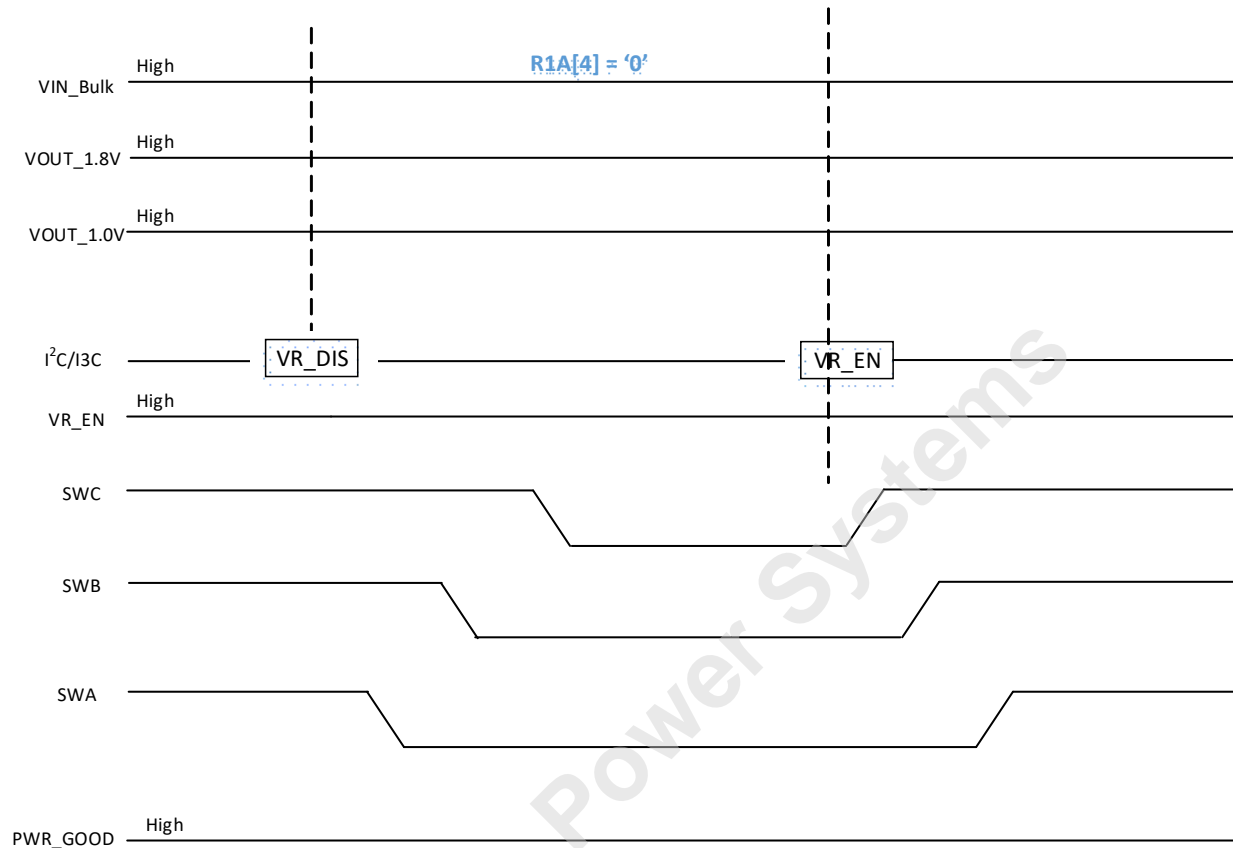 VIN_Bulk High R1A[4] = ‘0’
VOUT_1.8V High
VOUT_1.0V High
I²C/I3C VR_DIS VR_EN
VR_EN High
SWC
SWB
SWA
PWR_GOOD High
Power Systems